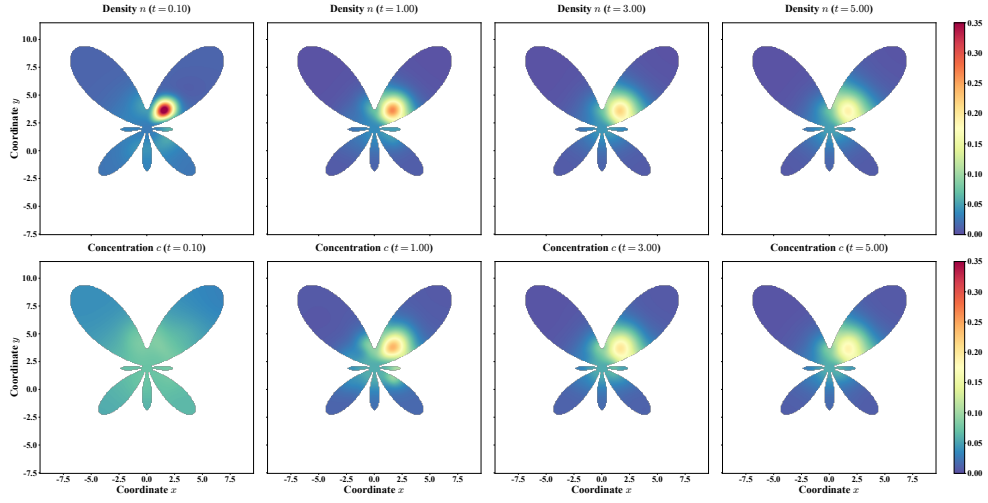 Density n (t = 0.10)
Density n (t = 1.00)
Density n (t = 3.00)
Density n (t = 5.00)
Coordinate y
10.0
7.5
5.0
2.5
0.0
-2.5
-5.0
-7.5
0.35
0.30
0.25
0.20
0.15
0.10
0.05
0.00
Concentration c (t = 0.10)
Concentration c (t = 1.00)
Concentration c (t = 3.00)
Concentration c (t = 5.00)
Coordinate y
10.0
7.5
5.0
2.5
0.0
-2.5
-5.0
-7.5
0.35
0.30
0.25
0.20
0.15
0.10
0.05
0.00
-7.5 -5.0 -2.5 0.0 2.5 5.0 7.5
-7.5 -5.0 -2.5 0.0 2.5 5.0 7.5
-7.5 -5.0 -2.5 0.0 2.5 5.0 7.5
-7.5 -5.0 -2.5 0.0 2.5 5.0 7.5
Coordinate x
Coordinate x
Coordinate x
Coordinate x